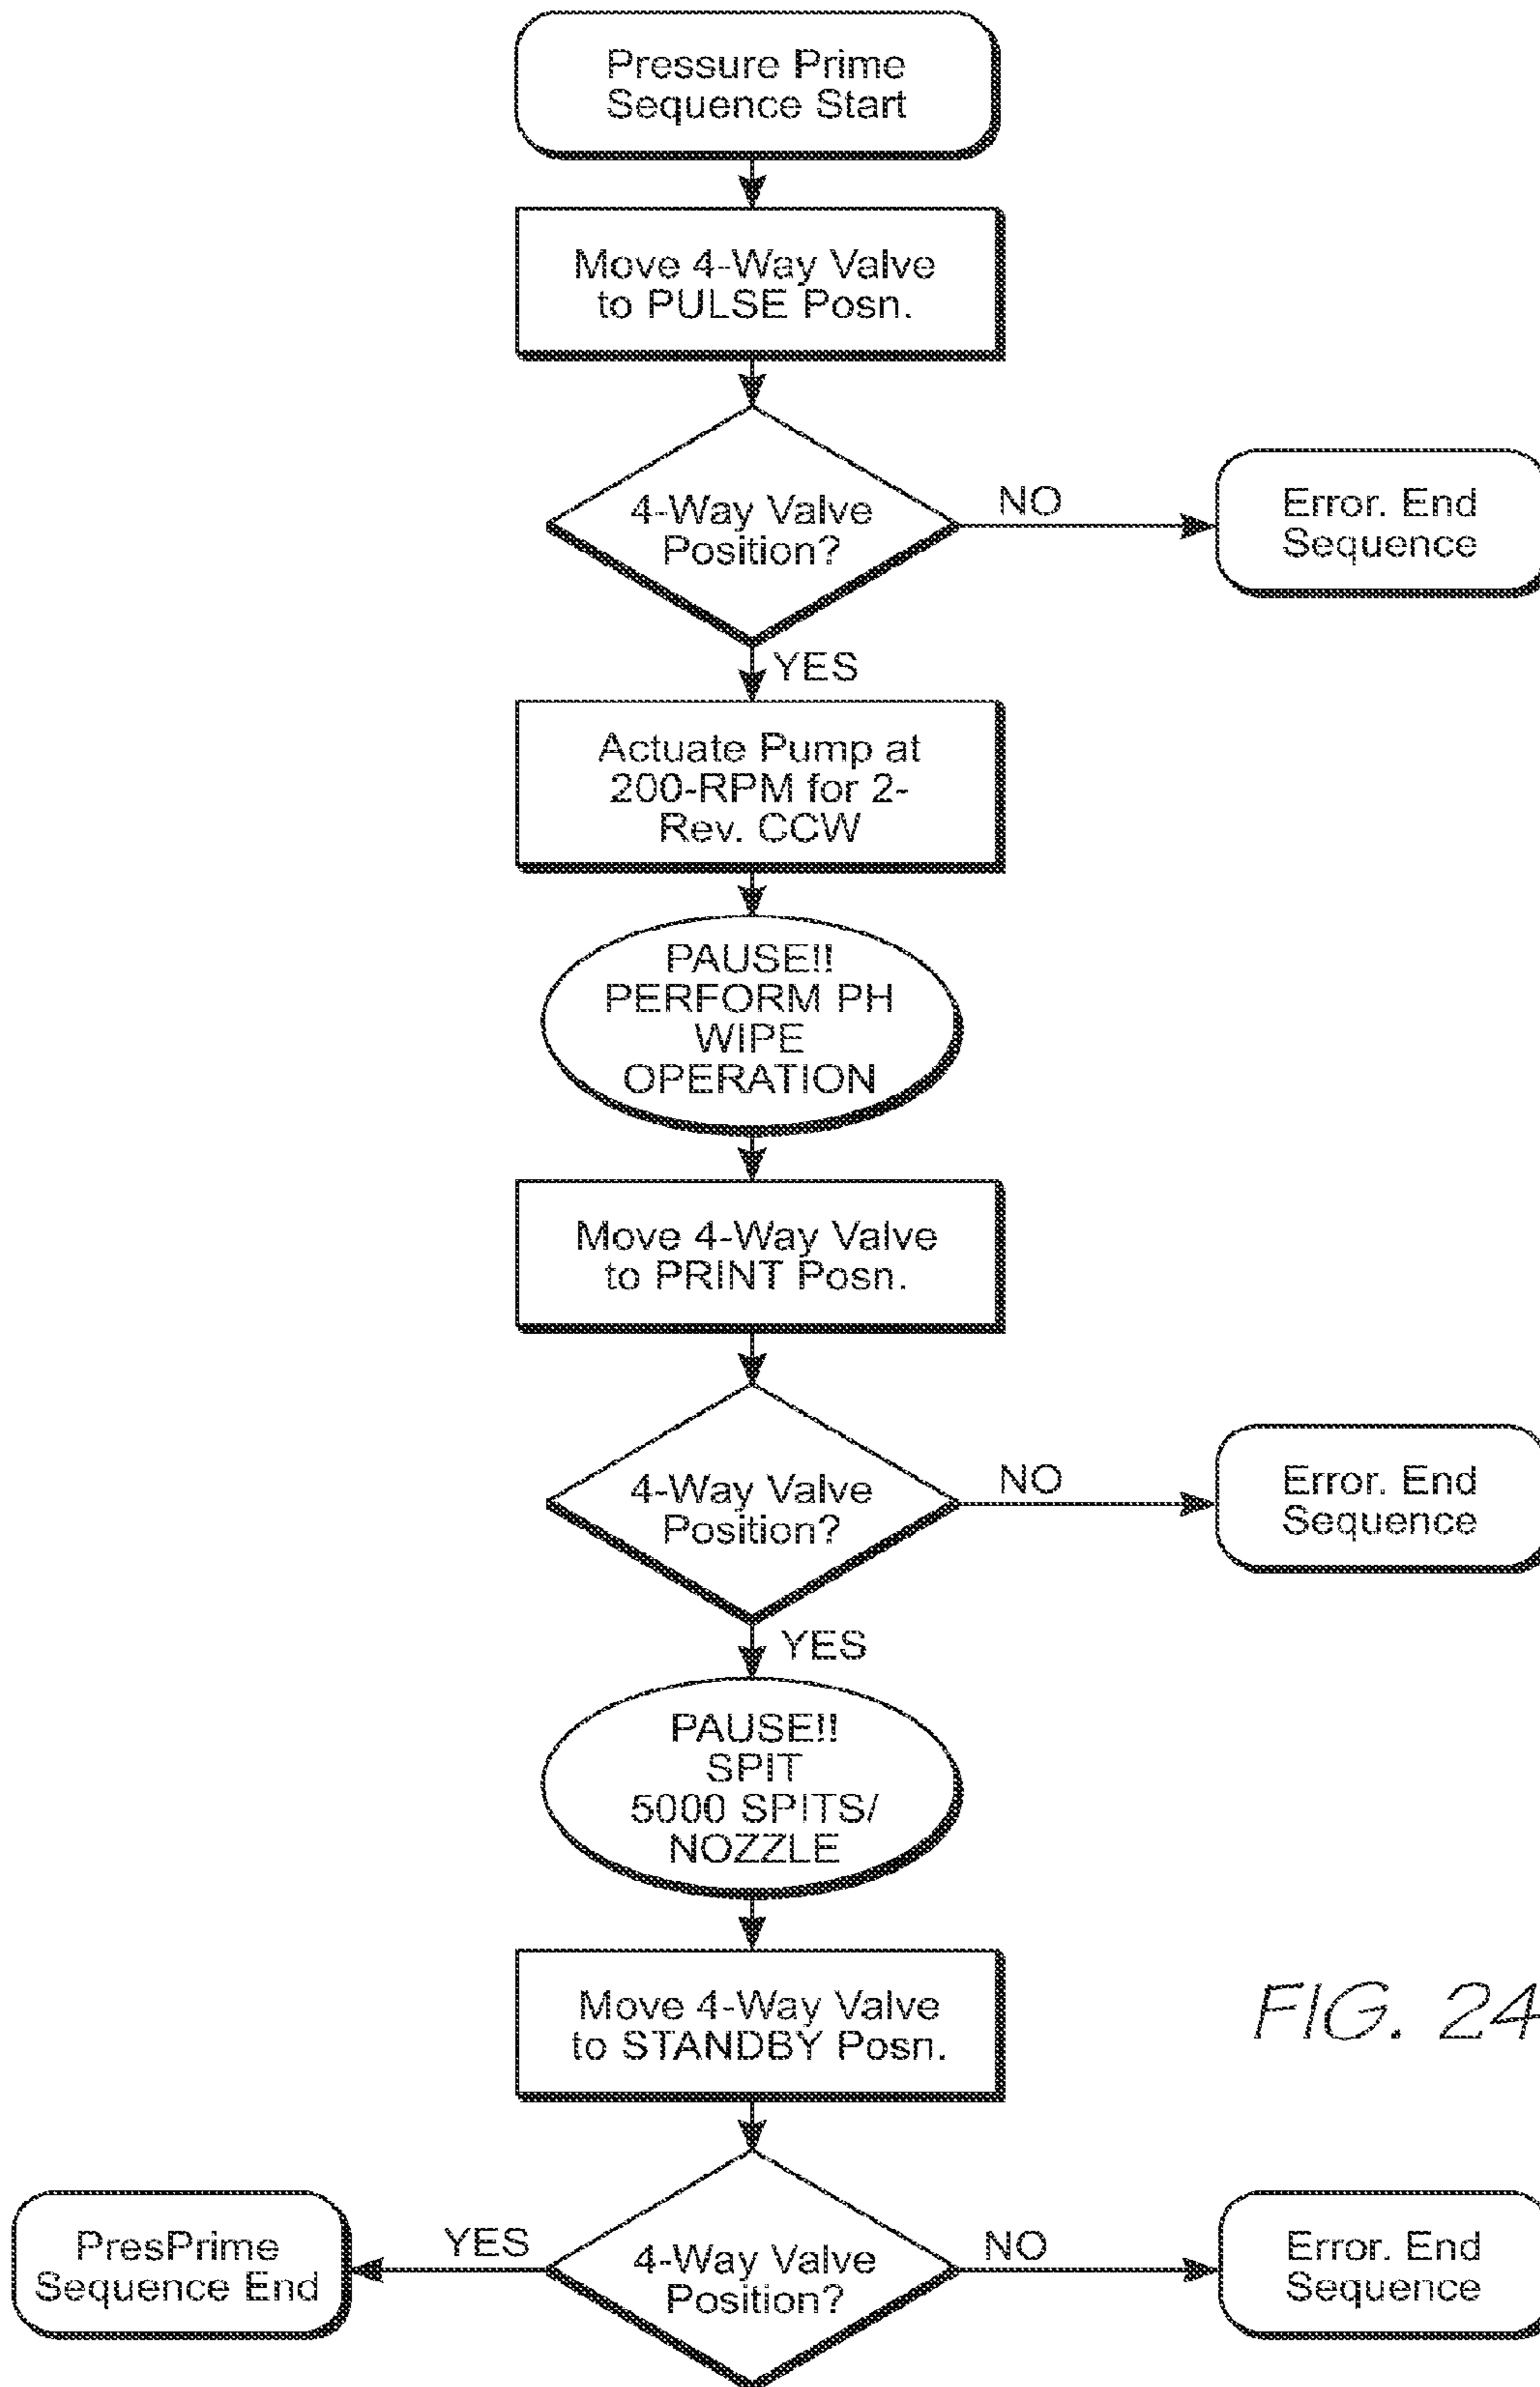 Pressure Prime
Sequence Start
Move 4-Way Valve
to PULSE Posn.
4-Way Valve
Position?
NO
Error. End
Sequence
YES
Actuate Pump at
200-RPM for 2-
Rev. CCW
PAUSE!!
PERFORM PH
WIPE
OPERATION
Move 4-Way Valve
to PRINT Posn.
4-Way Valve
Position?
NO
Error. End
Sequence
YES
PAUSE!!
SPIT
5000 SPITS/
NOZZLE
Move 4-Way Valve
to STANDBY Posn.
FIG. 24
PresPrime
Sequence End
YES
4-Way Valve
Position?
NO
Error. End
Sequence